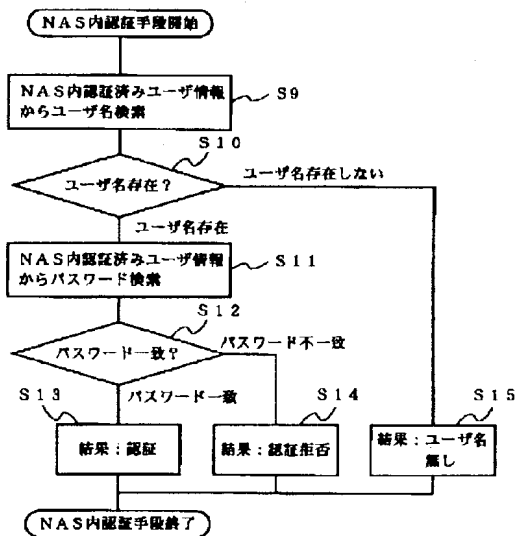 NAS内認証手段開始
NAS内認証済みユーザ情報
からユーザ名検索
S9
S10
ユーザ名存在?
ユーザ名存在しない
ユーザ名存在
NAS内認証済みユーザ情報
からパスワード検索
S11
S12
パスワード一致?
パスワード不一致
S13
パスワード一致
S14
S15
結果:認証
結果:認証拒否
結果:ユーザ名
無し
NAS内認証手段終了